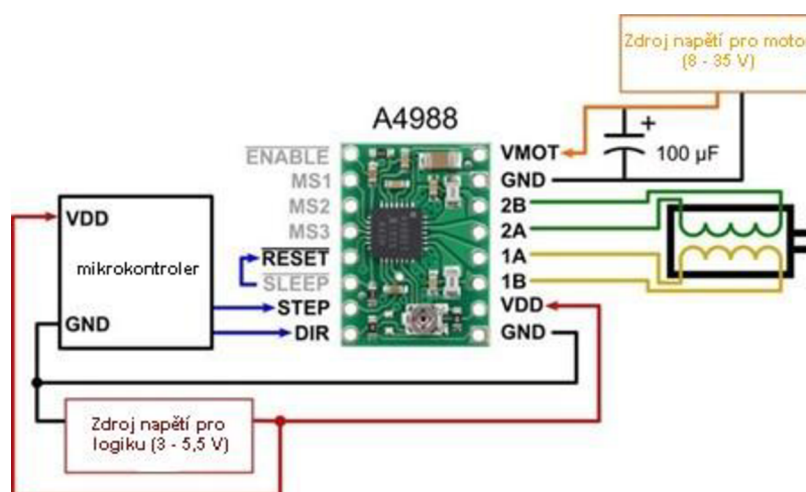 Zdroj napětí pro moto
(8 - 35 V)
A4988
ENABLE
MS1
MS2
MS3
RESET
SLEEP
STEP
DIR
VMOT
GND
2B
2A
1A
1B
VDD
GND
+
100 µF
VDD
mikrokontroler
GND
Zdroj napětí pro
logiku (3 - 5,5 V)